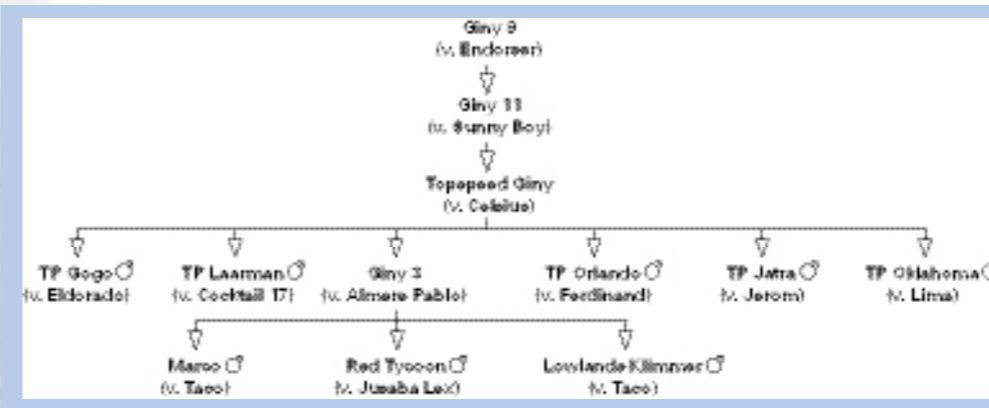 Giny 9
(v. Endorser)
Giny 11
(v. Sunny Boy)
Topspeed Giny
(v. Celsius)
TP Gogo♂ TP Laarman♂ Giny 3 TP Orlando♂ TP Jatra♂ TP Oklahoma♂
(v. Eldorado) (v. Cocktail 17) (v. Almere Pablo) (v. Ferdinand) (v. Jerom) (v. Lima)
Marco♂ Red Tycoon♂ Lowlands Klimmer♂
(v. Taco) (v. Lex) (v. Taco)